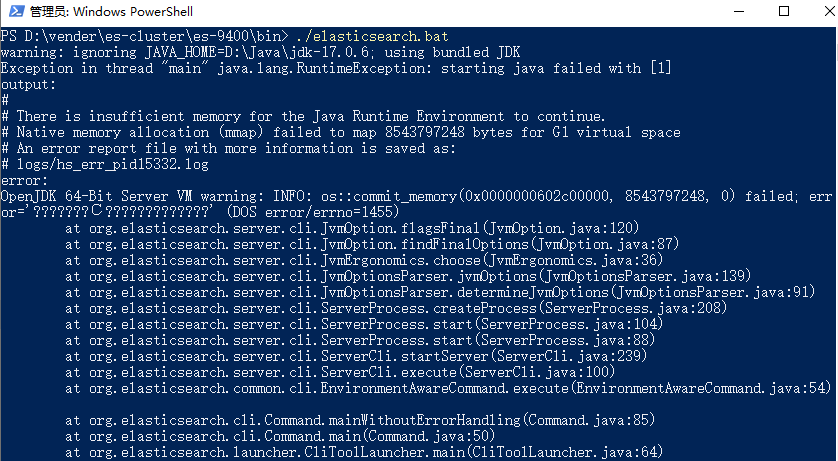 管理员: Windows PowerShell
PS D:\vender\es-cluster\es-9400\bin> ./elasticsearch.bat
warning: ignoring JAVA_HOME=D:\Java\jdk-17.0.6; using bundled JDK
Exception in thread "main" java.lang.RuntimeException: starting java failed with [1]
output:
#
# There is insufficient memory for the Java Runtime Environment to continue.
# Native memory allocation (mmap) failed to map 8543797248 bytes for G1 virtual space
# An error report file with more information is saved as:
# logs/hs_err_pid15332.log
error:
OpenJDK 64-Bit Server VM warning: INFO: os::commit_memory(0x0000000602c00000, 8543797248, 0) failed; err
or='???????C?????????????' (DOS error/errno=1455)
at org.elasticsearch.server.cli.JvmOption.flagsFinal(JvmOption.java:120)
at org.elasticsearch.server.cli.JvmOption.findFinalOptions(JvmOption.java:87)
at org.elasticsearch.server.cli.JvmErgonomics.choose(JvmErgonomics.java:36)
at org.elasticsearch.server.cli.JvmOptionsParser.jvmOptions(JvmOptionsParser.java:139)
at org.elasticsearch.server.cli.JvmOptionsParser.determineJvmOptions(JvmOptionsParser.java:91)
at org.elasticsearch.server.cli.ServerProcess.createProcess(ServerProcess.java:208)
at org.elasticsearch.server.cli.ServerProcess.start(ServerProcess.java:104)
at org.elasticsearch.server.cli.ServerProcess.start(ServerProcess.java:88)
at org.elasticsearch.server.cli.ServerCli.startServer(ServerCli.java:239)
at org.elasticsearch.server.cli.ServerCli.execute(ServerCli.java:100)
at org.elasticsearch.common.cli.EnvironmentAwareCommand.execute(EnvironmentAwareCommand.java:54)
at org.elasticsearch.cli.Command.mainWithoutErrorHandling(Command.java:85)
at org.elasticsearch.cli.Command.main(Command.java:50)
at org.elasticsearch.launcher.CliToolLauncher.main(CliToolLauncher.java:64)